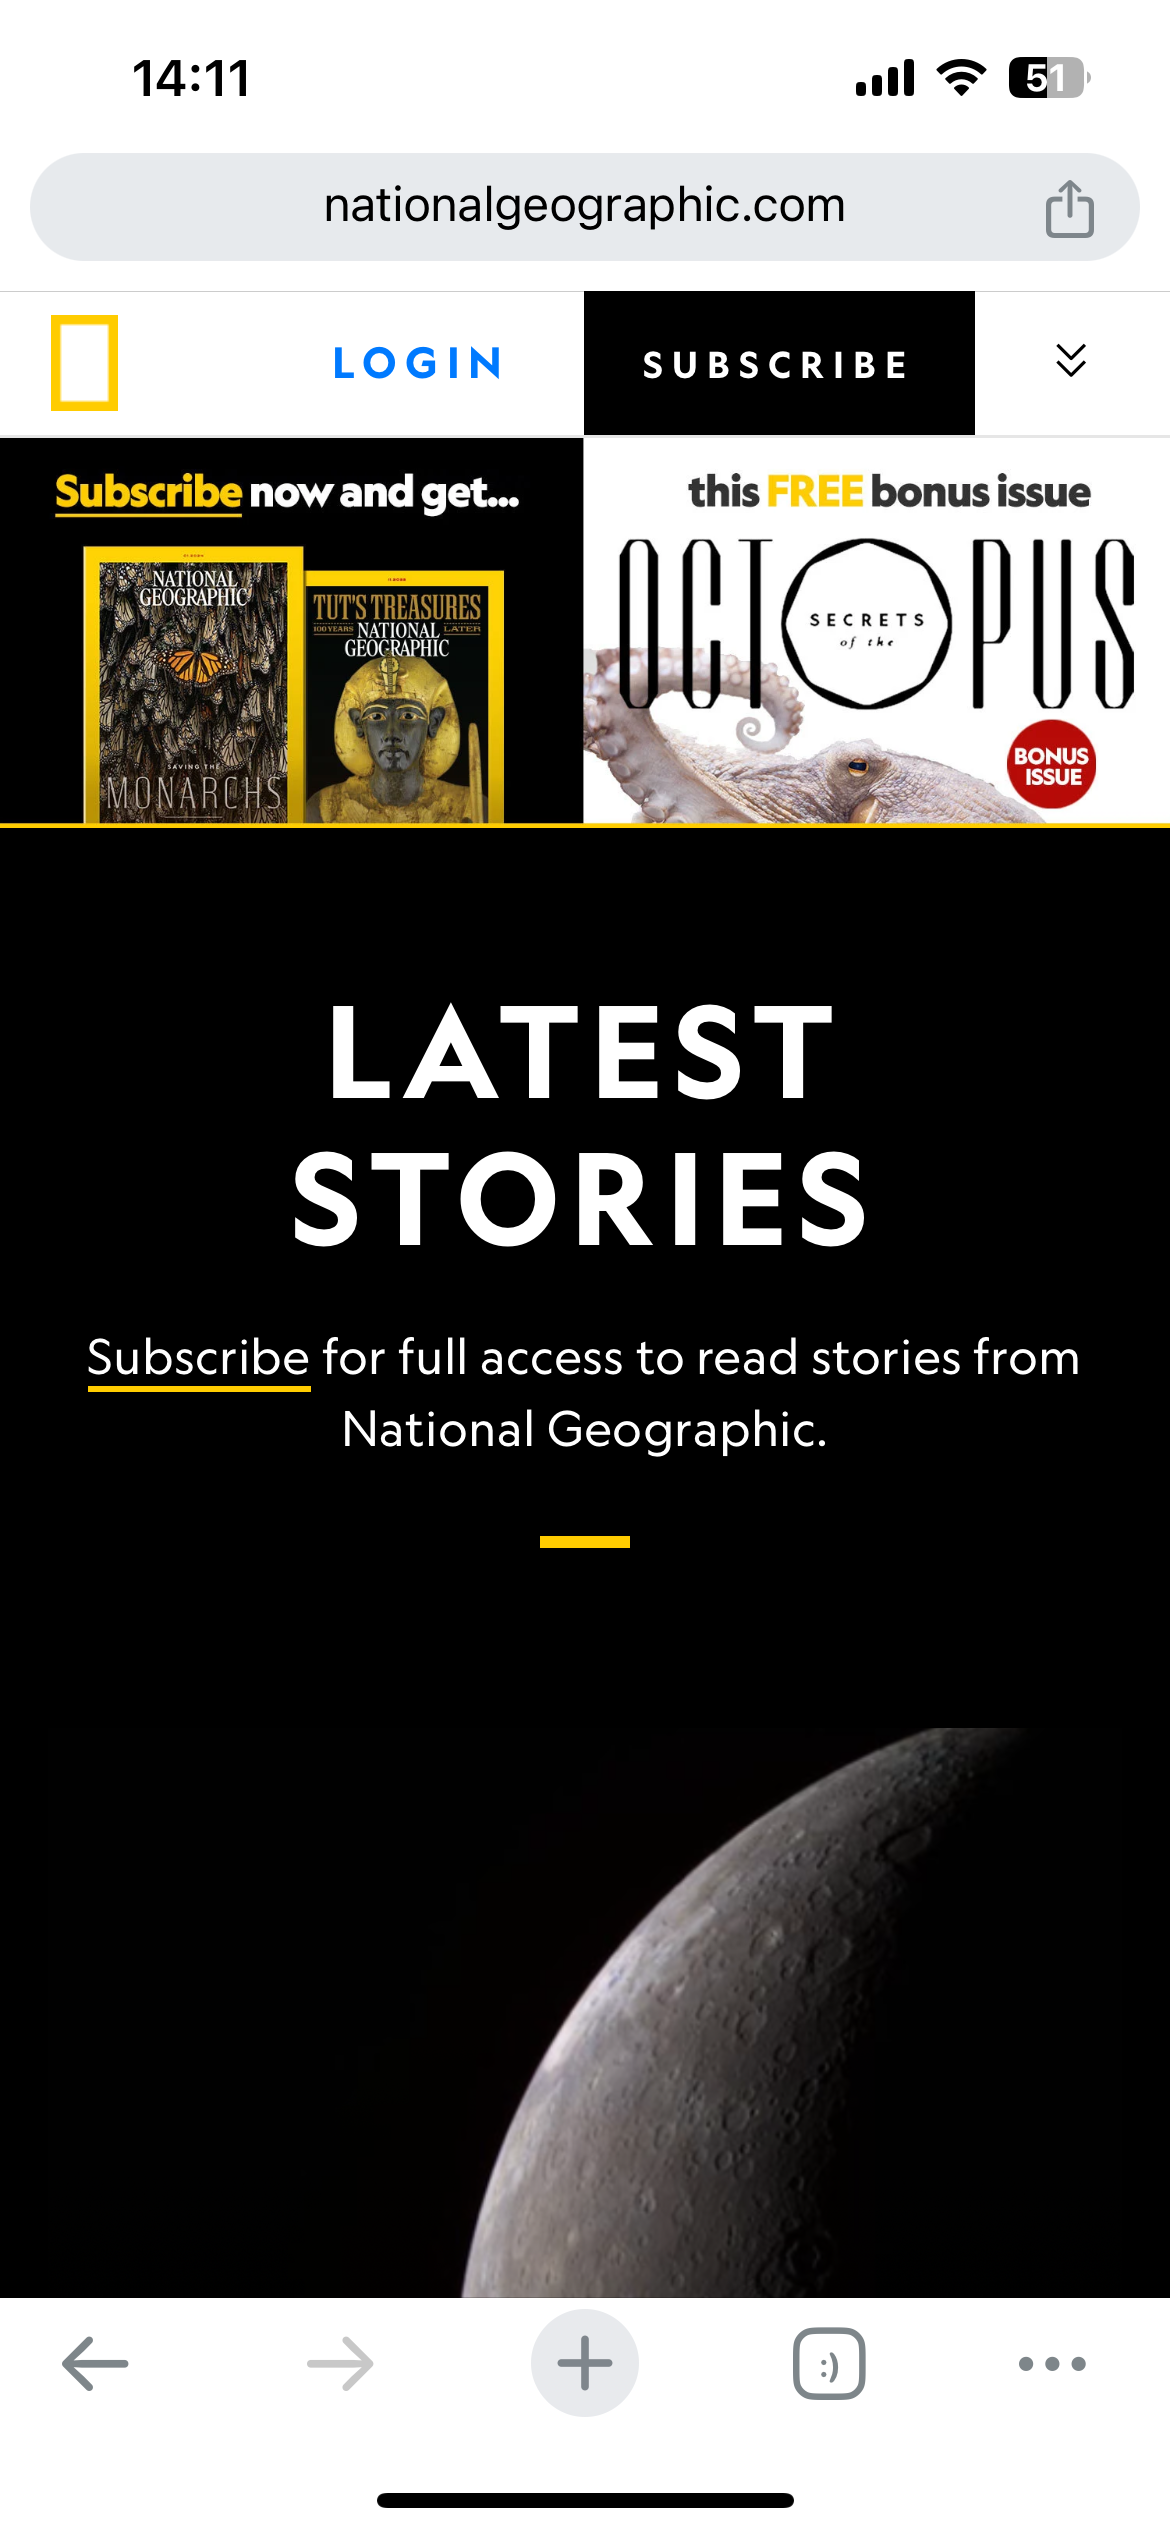 14:11
51
nationalgeographic.com
LOGIN
SUBSCRIBE
Subscribe now and get...
NATIONAL
GEOGRAPHIC
SAVING THE
MONARCHS
TUT'S TREASURES
100 YEARS
LATER
NATIONAL
GEOGRAPHIC
this FREE bonus issue
OCTOPUS
SECRETS
of the
BONUS
ISSUE
LATEST
STORIES
Subscribe for full access to read stories from
National Geographic.
:)